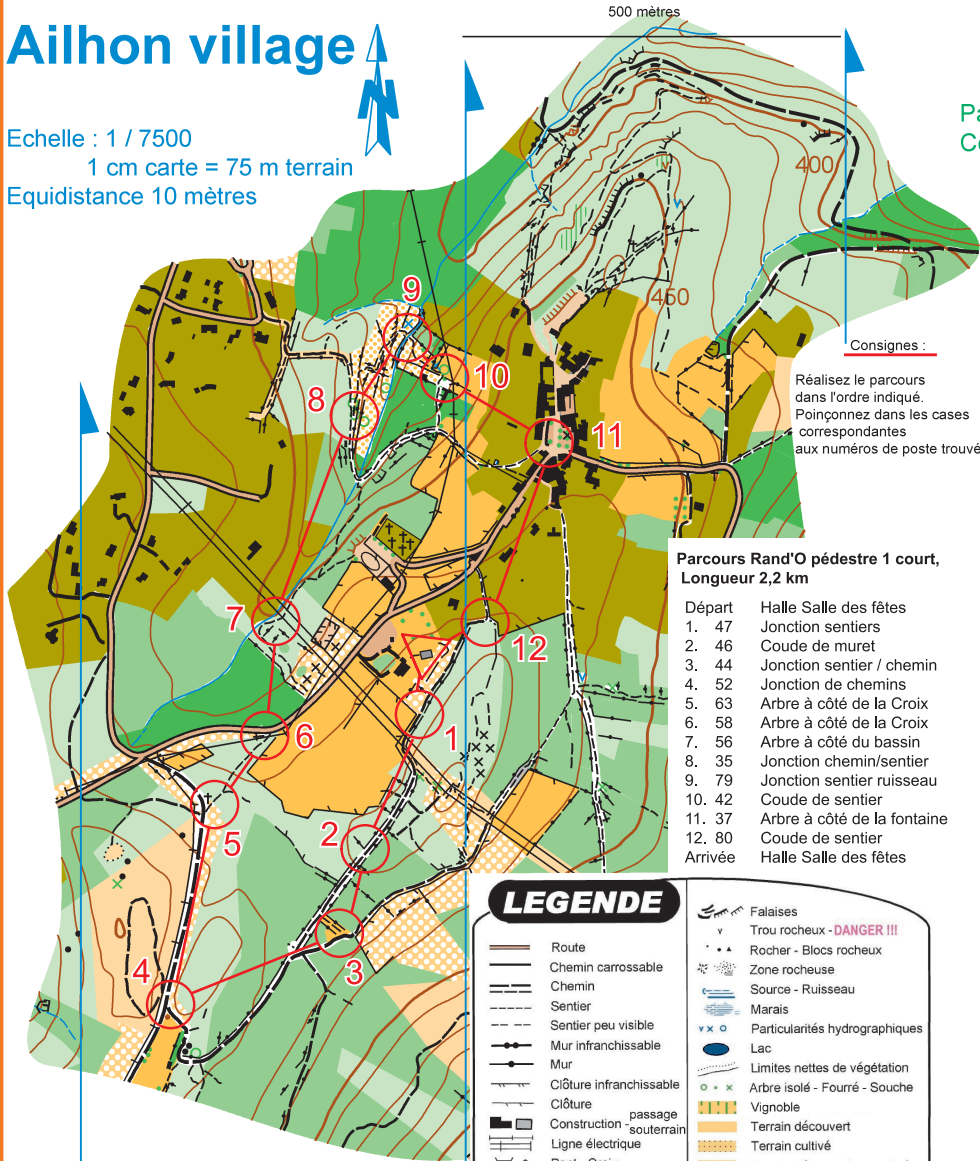 Ailhon village
N
500 mètres
Echelle : 1 / 7500
1 cm carte = 75 m terrain
Equidistance 10 mètres
400
450
Consignes :
Réalisez le parcours
dans l'ordre indiqué.
Poinçonnez dans les cases
correspondantes
aux numéros de poste trouvé
9
10
8
11
7
12
6
1
5
2
4
3
Parcours Rand'O pédestre 1 court,
Longueur 2,2 km
Départ Halle Salle des fêtes
1. 47 Jonction sentiers
2. 46 Coude de muret
3. 44 Jonction sentier / chemin
4. 52 Jonction de chemins
5. 63 Arbre à côté de la Croix
6. 58 Arbre à côté de la Croix
7. 56 Arbre à côté du bassin
8. 35 Jonction chemin/sentier
9. 79 Jonction sentier ruisseau
10. 42 Coude de sentier
11. 37 Arbre à côté de la fontaine
12. 80 Coude de sentier
Arrivée Halle Salle des fêtes
LEGENDE
Route
Chemin carrossable
Chemin
Sentier
Sentier peu visible
Mur infranchissable
Mur
Clôture infranchissable
Clôture
Construction - passage souterrain
Ligne électrique
Falaises
Trou rocheux - DANGER !!!
Rocher - Blocs rocheux
Zone rocheuse
Source - Ruisseau
Marais
Particularités hydrographiques
Lac
Limites nettes de végétation
Arbre isolé - Fourré - Souche
Vignoble
Terrain découvert
Terrain cultivé